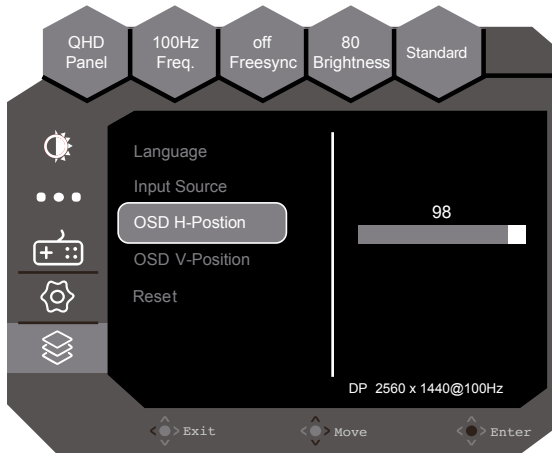 QHD
Panel
100Hz
Freq.
off
Freesync
80
Brightness
Standard
Language
Input Source
OSD H-Postion
OSD V-Position
Reset
98
DP 2560 x 1440@100Hz
Exit
Move
Enter